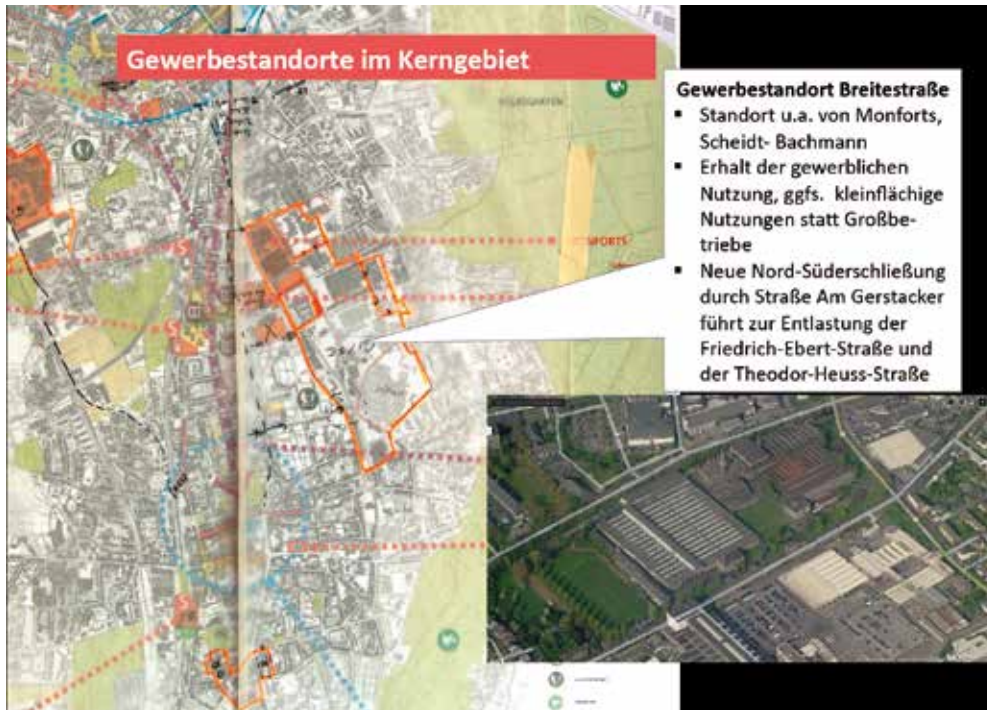 Gewerbestandorte im Kerngebiet
Gewerbestandort Breitestraße
▪ Standort u.a. von Monforts,
Scheidt- Bachmann
▪ Erhalt der gewerblichen
Nutzung, ggfs. kleinflächige
Nutzungen statt Großbe-
triebe
▪ Neue Nord-Süderschließung
durch Straße Am Gerstacker
führt zur Entlastung der
Friedrich-Ebert-Straße und
der Theodor-Heuss-Straße